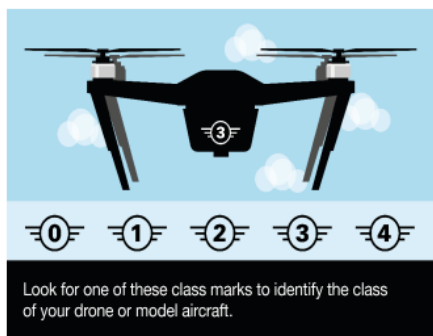 3
0 1 2 3 4
Look for one of these class marks to identify the class
of your drone or model aircraft.